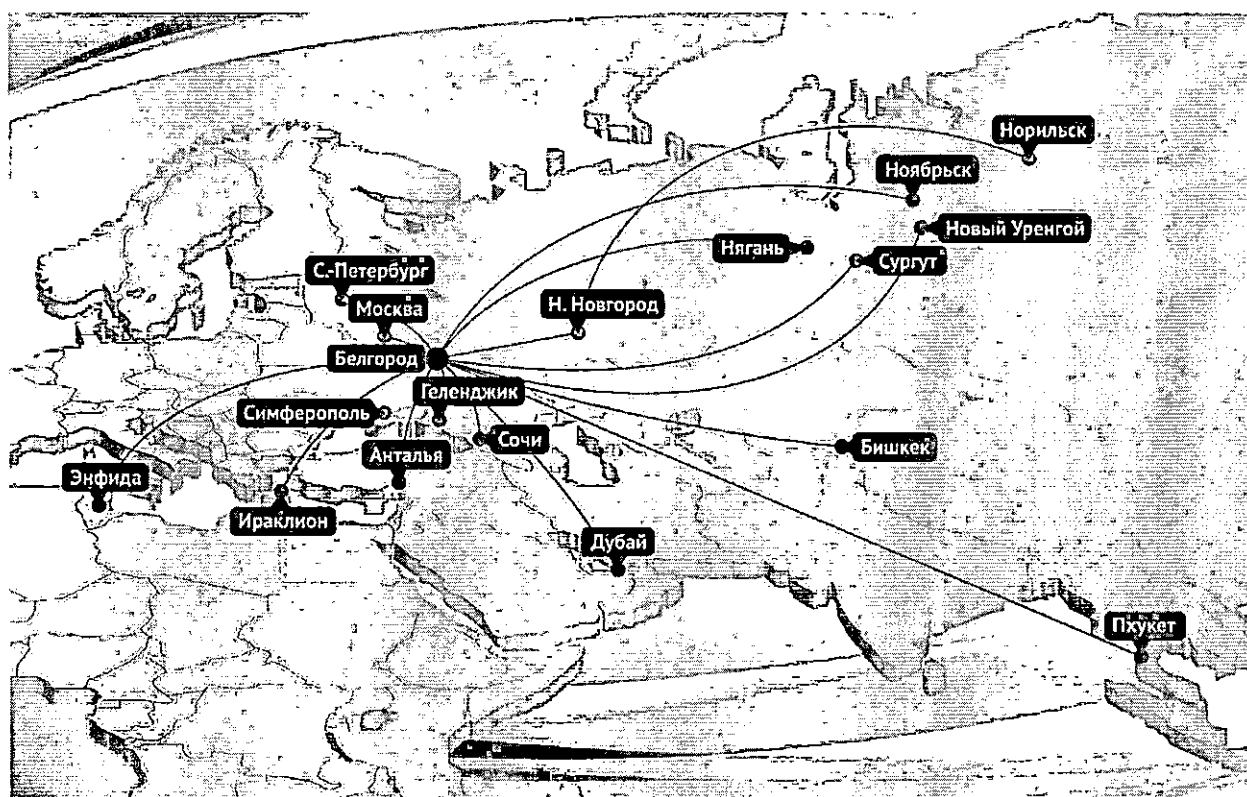 Норильск
Ноябрьск
Новый Уренгой
Нягань
Сургут
С.-Петербург
Москва
Н. Новгород
Белгород
Геленджик
Симферополь
Сочи
Анталья
Бишкек
Энфида
Ираклион
Дубай
Пхукет